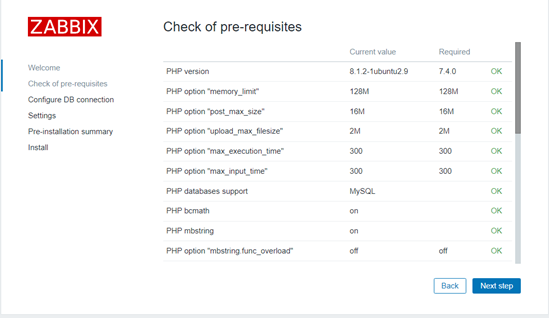 ZABBIX
Check of pre-requisites
Welcome
Check of pre-requisites
Configure DB connection
Settings
Pre-installation summary
Install
Current value Required
PHP version 8.1.2-1ubuntu2.9 7.4.0 OK
PHP option "memory_limit" 128M 128M OK
PHP option "post_max_size" 16M 16M OK
PHP option "upload_max_filesize" 2M 2M OK
PHP option "max_execution_time" 300 300 OK
PHP option "max_input_time" 300 300 OK
PHP databases support MySQL OK
PHP bcmath on OK
PHP mbstring on OK
PHP option "mbstring.func_overload" off off OK
Back Next step